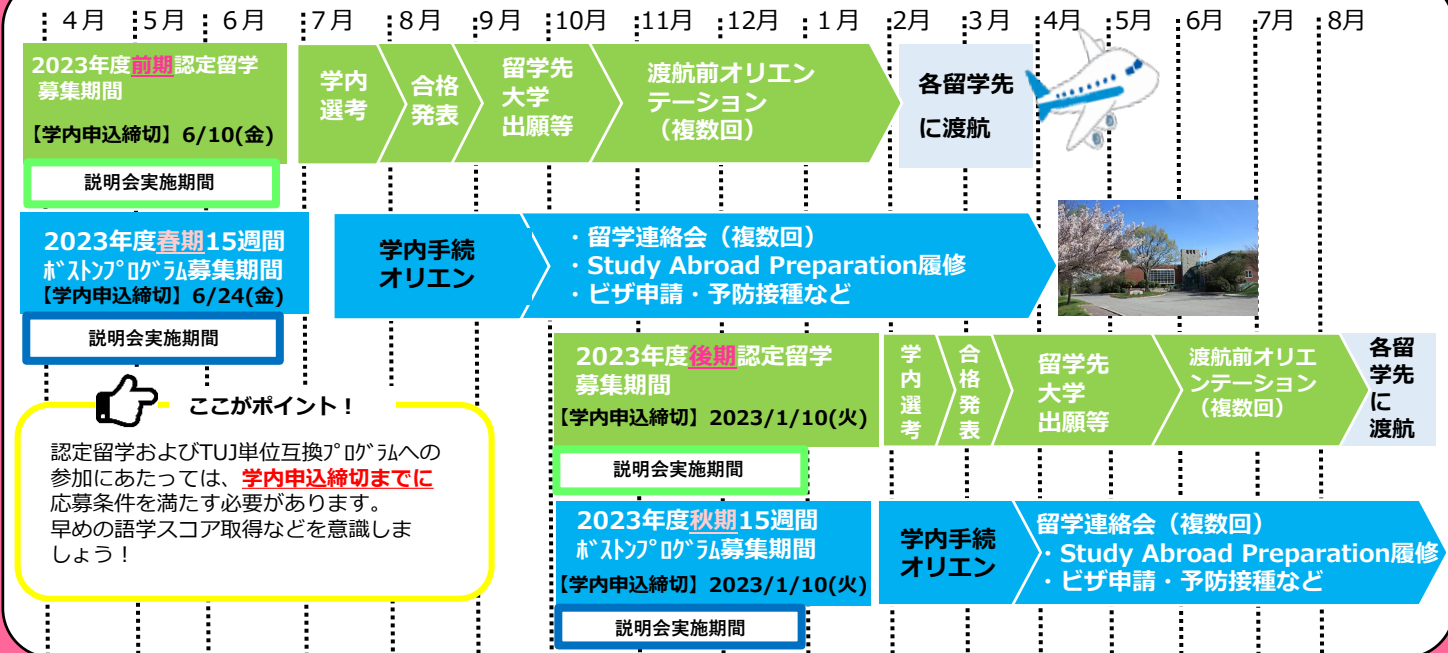 4月 5月 6月 7月 8月 9月 10月 11月 12月 1月 2月 3月 4月 5月 6月 7月 8月
2023年度前期認定留学
募集期間
【学内申込締切】6/10(金)
説明会実施期間
学内
選考
合格
発表
留学先
大学
出願等
渡航前オリエン
テーション
（複数回）
各留学先
に渡航
2023年度春期15週間
ﾎﾞｽﾄﾝﾌﾟﾛｸﾞﾗﾑ募集期間
【学内申込締切】6/24(金)
説明会実施期間
学内手続
オリエン
・留学連絡会（複数回）
・Study Abroad Preparation履修
・ビザ申請・予防接種など
2023年度後期認定留学
募集期間
【学内申込締切】2023/1/10(火)
説明会実施期間
学
内
選
考
合
格
発
表
留学先
大学
出願等
渡航前オリエ
ンテーション
（複数回）
各留
学先
に
渡航
2023年度秋期15週間
ﾎﾞｽﾄﾝﾌﾟﾛｸﾞﾗﾑ募集期間
【学内申込締切】2023/1/10(火)
説明会実施期間
学内手続
オリエン
留学連絡会（複数回）
・Study Abroad Preparation履修
・ビザ申請・予防接種など
ここがポイント！
認定留学およびTUJ単位互換ﾌﾟﾛｸﾞﾗﾑへの
参加にあたっては、学内申込締切までに
応募条件を満たす必要があります。
早めの語学スコア取得などを意識しま
しょう！